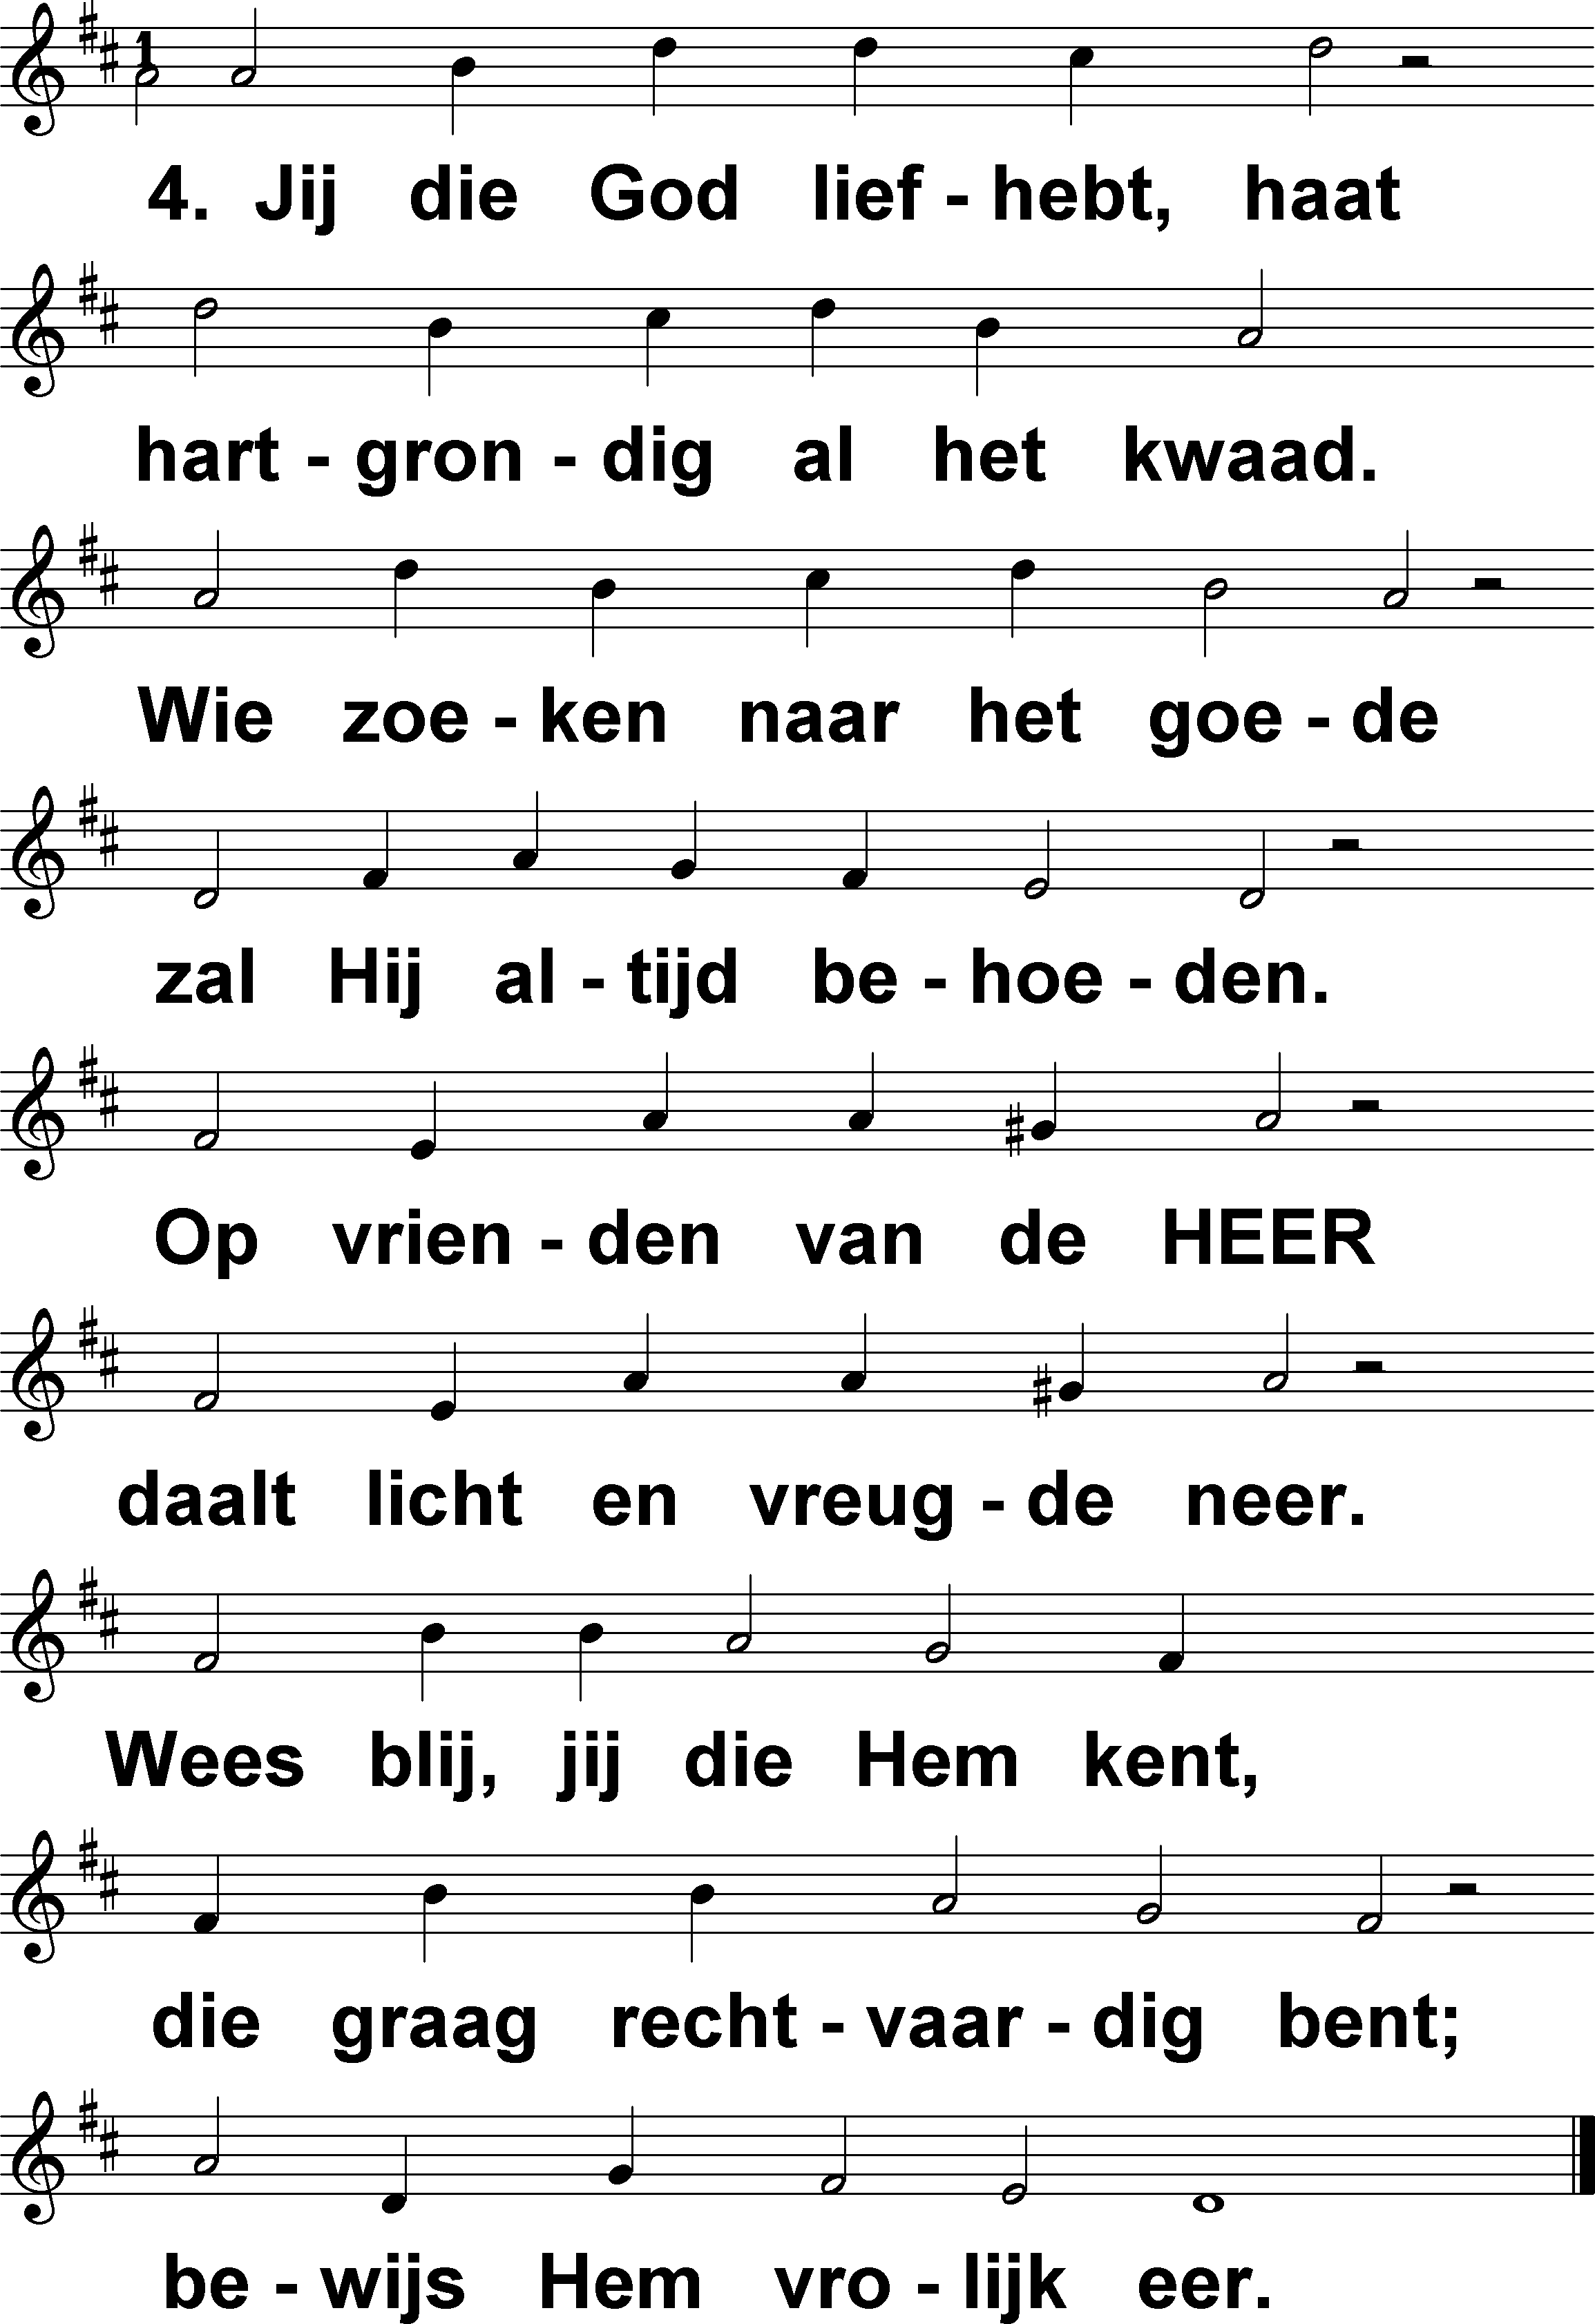 4. Jij die God lief - hebt, haat
hart - gron - dig al het kwaad.
Wie zoe - ken naar het goe - de
zal Hij al - tijd be - hoe - den.
Op vrien - den van de HEER
daalt licht en vreug - de neer.
Wees blij, jij die Hem kent,
die graag recht - vaar - dig bent;
be - wijs Hem vro - lijk eer.